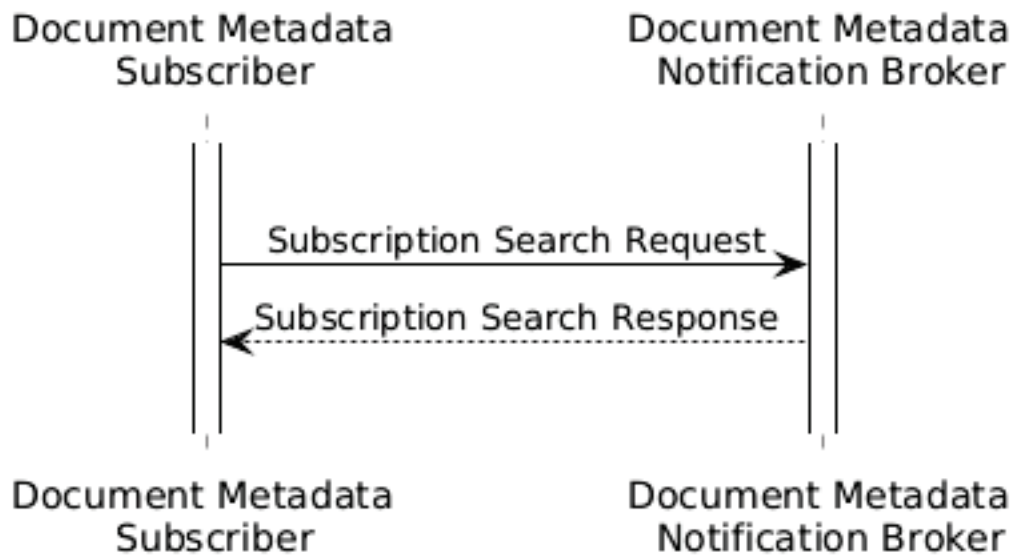 Document Metadata
Subscriber
Document Metadata
Notification Broker
Subscription Search Request
Subscription Search Response
Document Metadata
Subscriber
Document Metadata
Notification Broker